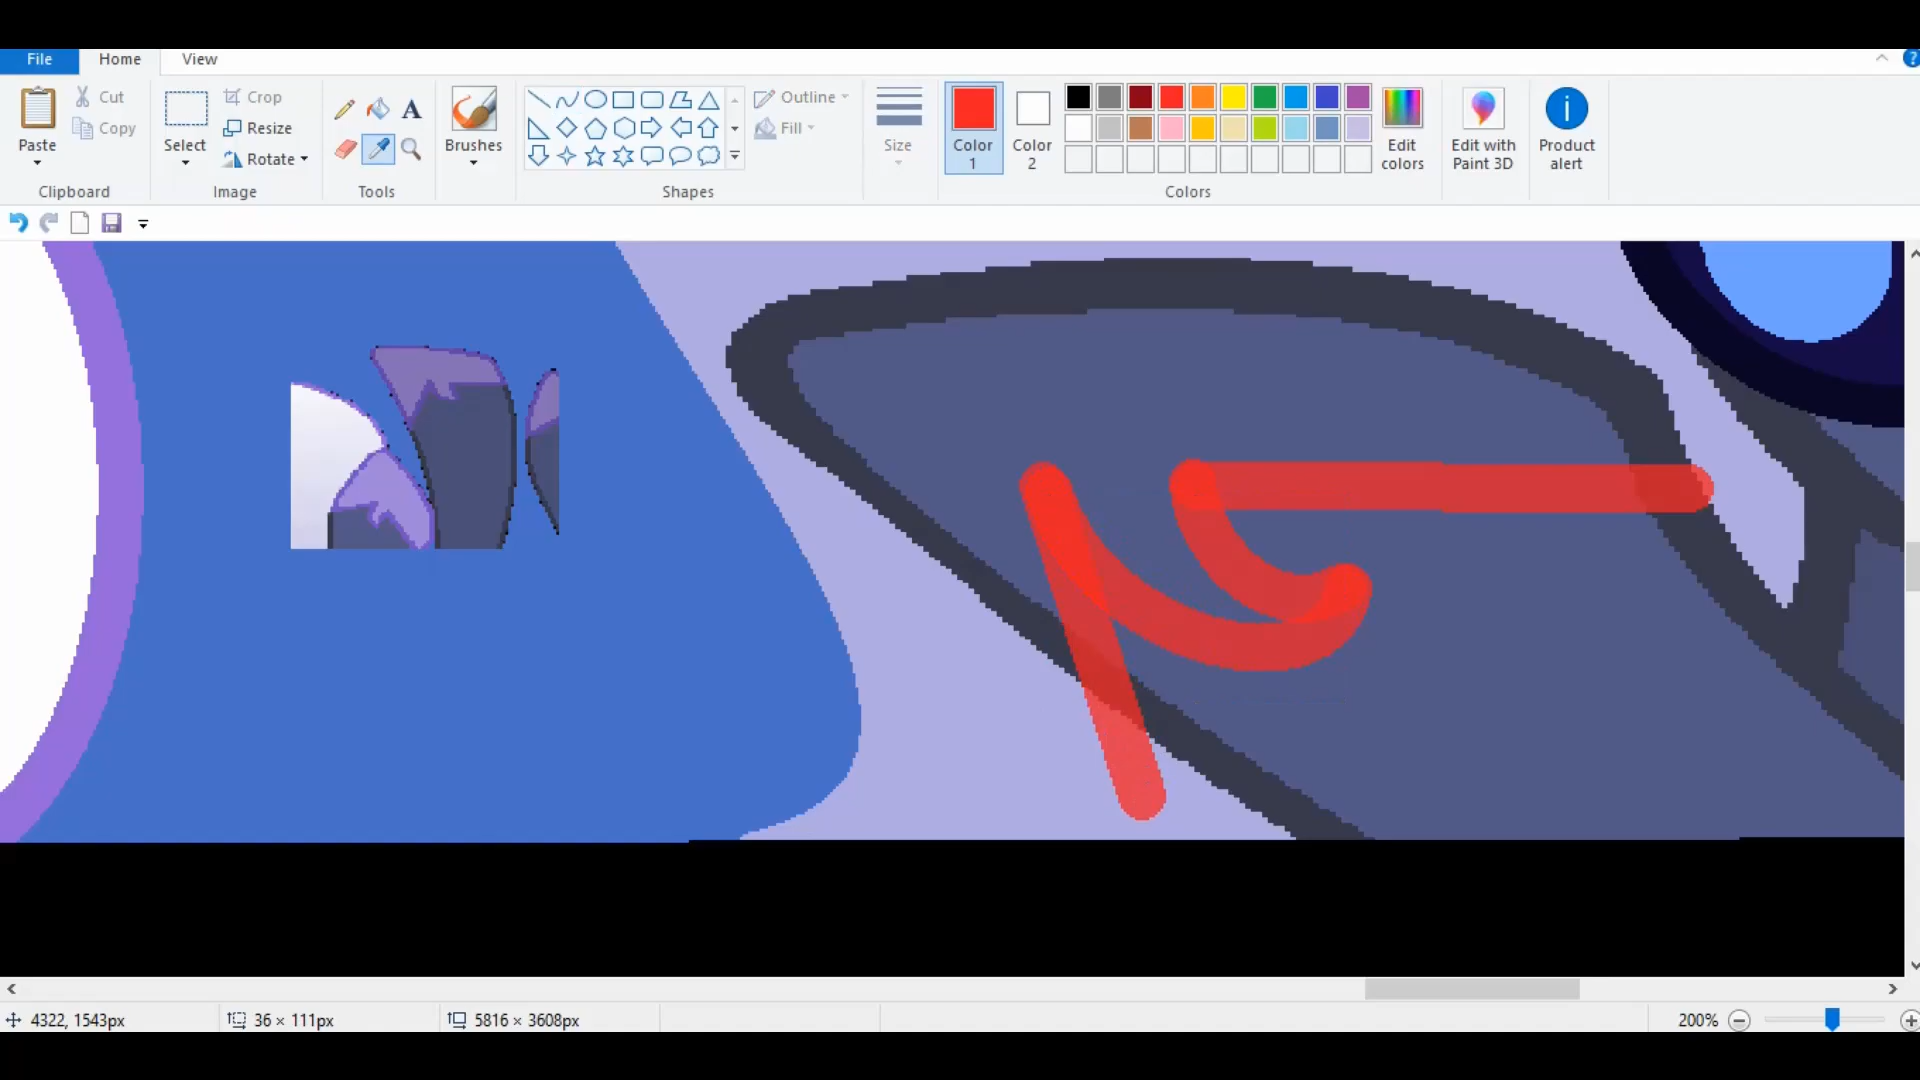 File Home View
Paste
Cut
Copy
Clipboard
Select
Crop
Resize
Rotate
Image
A
Tools
Brushes
Shapes
Outline
Fill
Size
Color 1
Color 2
Edit colors
Colors
Edit with Paint 3D
Product alert
4322, 1543px 36 × 111px 5816 × 3608px 200%